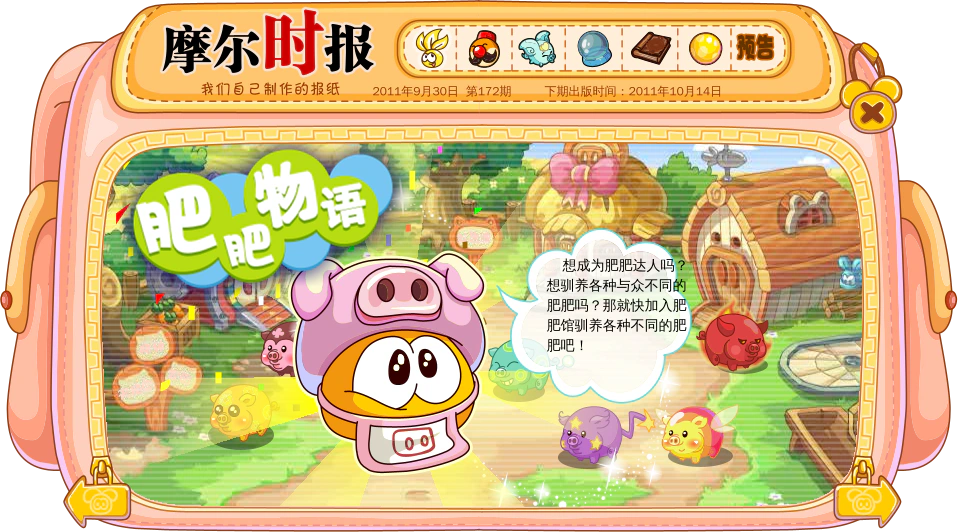 摩尔时报
预告
我们自己制作的报纸 2011年9月30日 第172期 下期出版时间：2011年10月14日
肥肥物语
想成为肥肥达人吗？
想驯养各种与众不同的
肥肥吗？那就快加入肥
肥馆驯养各种不同的肥
肥吧！